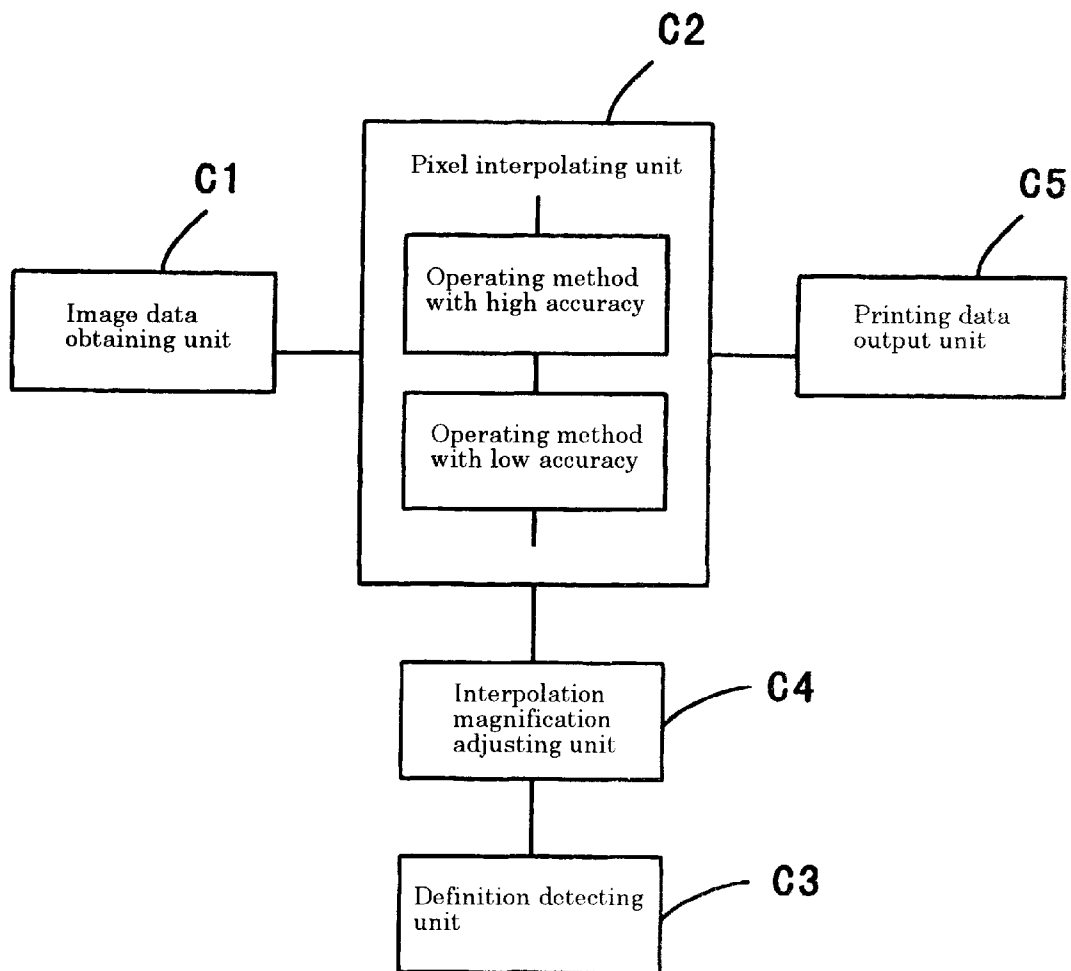 C2
Pixel interpolating unit
C1
C5
Operating method
with high accuracy
Image data
obtaining unit
Printing data
output unit
Operating method
with low accuracy
Interpolation
magnification
adjusting unit
C4
Definition detecting
unit
C3